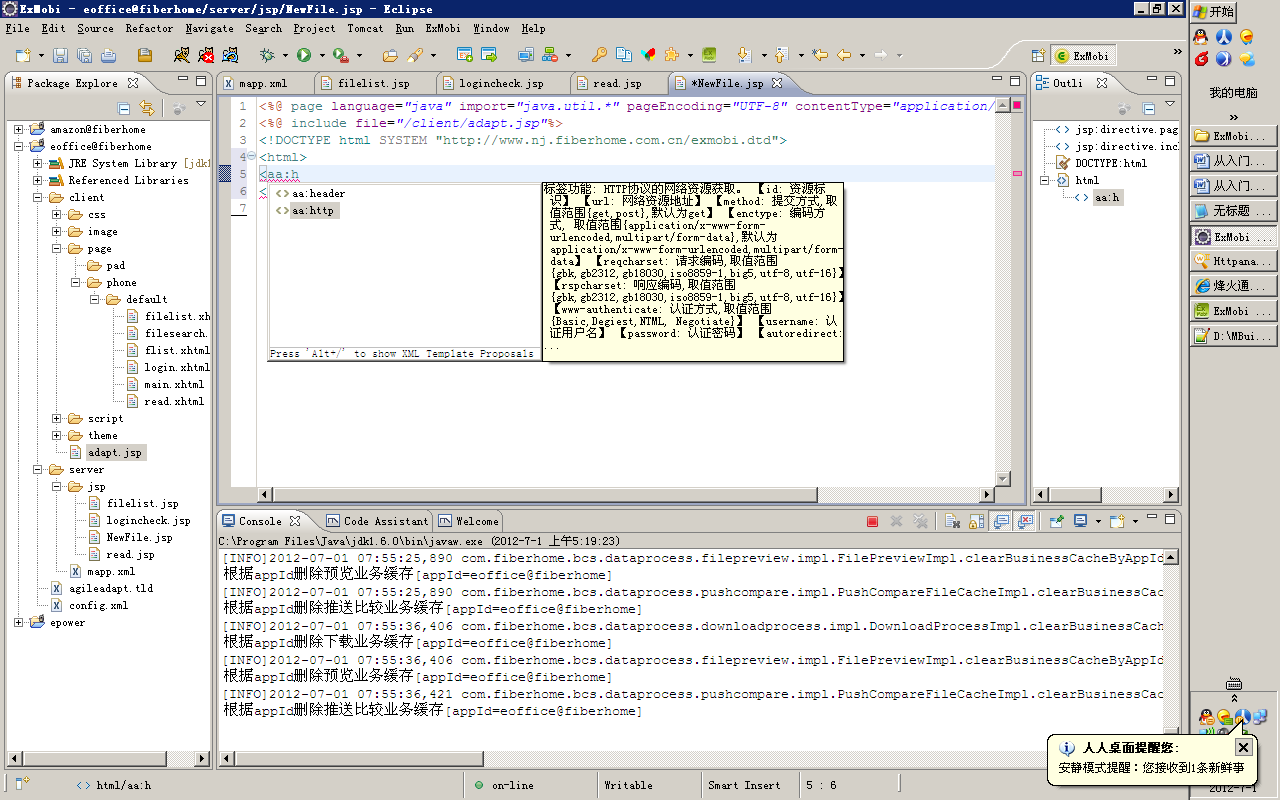 ExMobi - eoffice@fiberhome/server/jsp/NewFile.jsp - Eclipse
File Edit Source Refactor Navigate Search Project Tomcat Run ExMobi Window Help
ExMobi
Package Explore
mapp.xml
filelist.jsp
logincheck.jsp
read.jsp
*NewFile.jsp
Outli
amazon@fiberhome
eoffice@fiberhome
JRE System Library [jdk1
Referenced Libraries
client
css
image
page
pad
phone
default
filelist.xh
filesearch.
flist.xhtml
login.xhtml
main.xhtml
read.xhtml
script
theme
adapt.jsp
server
jsp
filelist.jsp
logincheck.jsp
NewFile.jsp
read.jsp
mapp.xml
agileadapt.tld
config.xml
epower
1 <%@ page language="java" import="java.util.*" pageEncoding="UTF-8" contentType="application/
2 <%@ include file="/client/adapt.jsp"%>
3 <!DOCTYPE html SYSTEM "http://www.nj.fiberhome.com.cn/exmobi.dtd">
4 <html>
5 <aa:h
6 <
7
aa:header
aa:http
Press 'Alt+/' to show XML Template Proposals
标签功能: HTTP协议的网络资源获取。 【id: 资源标
识】 【url: 网络资源地址】 【method: 提交方式,取
值范围{get,post},默认为get】 【enctype: 编码方
式, 取值范围{application/x-www-form-
urlencoded,multipart/form-data},默认为
application/x-www-form-urlencoded,multipart/form-
data】 【reqcharset: 请求编码,取值范围
{gbk,gb2312,gb18030,iso8859-1,big5,utf-8,utf-16}】
【rspcharset: 响应编码,取值范围
{gbk,gb2312,gb18030,iso8859-1,big5,utf-8,utf-16}】
【www-authenticate: 认证方式,取值范围
{Basic,Degiest,NTML, Negotiate}】 【username: 认
证用户名】 【password: 认证密码】 【autoredirect:
...
jsp:directive.pag
jsp:directive.incl
DOCTYPE:html
html
aa:h
Console
Code Assistant
Welcome
C:\Program Files\Java\jdk1.6.0\bin\javaw.exe (2012-7-1 上午5:19:23)
[INFO]2012-07-01 07:55:25,890 com.fiberhome.bcs.dataprocess.filepreview.impl.FilePreviewImpl.clearBusinessCacheByAppId
根据appId删除预览业务缓存[appId=eoffice@fiberhome]
[INFO]2012-07-01 07:55:25,890 com.fiberhome.bcs.dataprocess.pushcompare.impl.PushCompareFileCacheImpl.clearBusinessCac
根据appId删除推送比较业务缓存[appId=eoffice@fiberhome]
[INFO]2012-07-01 07:55:36,406 com.fiberhome.bcs.dataprocess.downloadprocess.impl.DownloadProcessImpl.clearBusinessCach
根据appId删除下载业务缓存[appId=eoffice@fiberhome]
[INFO]2012-07-01 07:55:36,406 com.fiberhome.bcs.dataprocess.filepreview.impl.FilePreviewImpl.clearBusinessCacheByAppId
根据appId删除预览业务缓存[appId=eoffice@fiberhome]
[INFO]2012-07-01 07:55:36,421 com.fiberhome.bcs.dataprocess.pushcompare.impl.PushCompareFileCacheImpl.clearBusinessCac
根据appId删除推送比较业务缓存[appId=eoffice@fiberhome]
html/aa:h
on-line
Writable
Smart Insert
5 : 6
开始
我的电脑
ExMobi...
从入门...
从入门...
无标题 ...
ExMobi ...
Httpana...
烽火通...
ExMobi ...
D:\MBui...
人人桌面提醒您:
安静模式提醒：您接收到1条新鲜事
2012-7-1